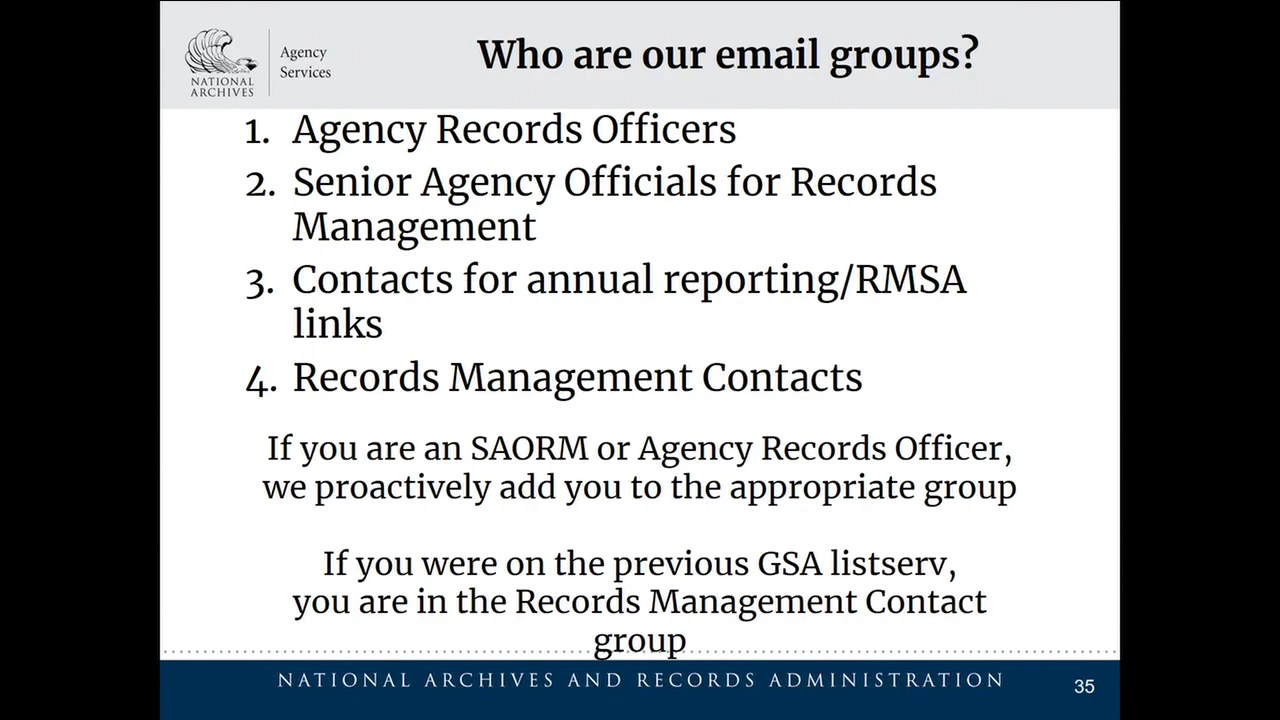 NATIONAL
ARCHIVES
Agency
Services
Who are our email groups?
1. Agency Records Officers
2. Senior Agency Officials for Records
Management
3. Contacts for annual reporting/RMSA
links
4. Records Management Contacts
If you are an SAORM or Agency Records Officer,
we proactively add you to the appropriate group
If you were on the previous GSA listserv,
you are in the Records Management Contact
group
NATIONAL ARCHIVES AND RECORDS ADMINISTRATION
35